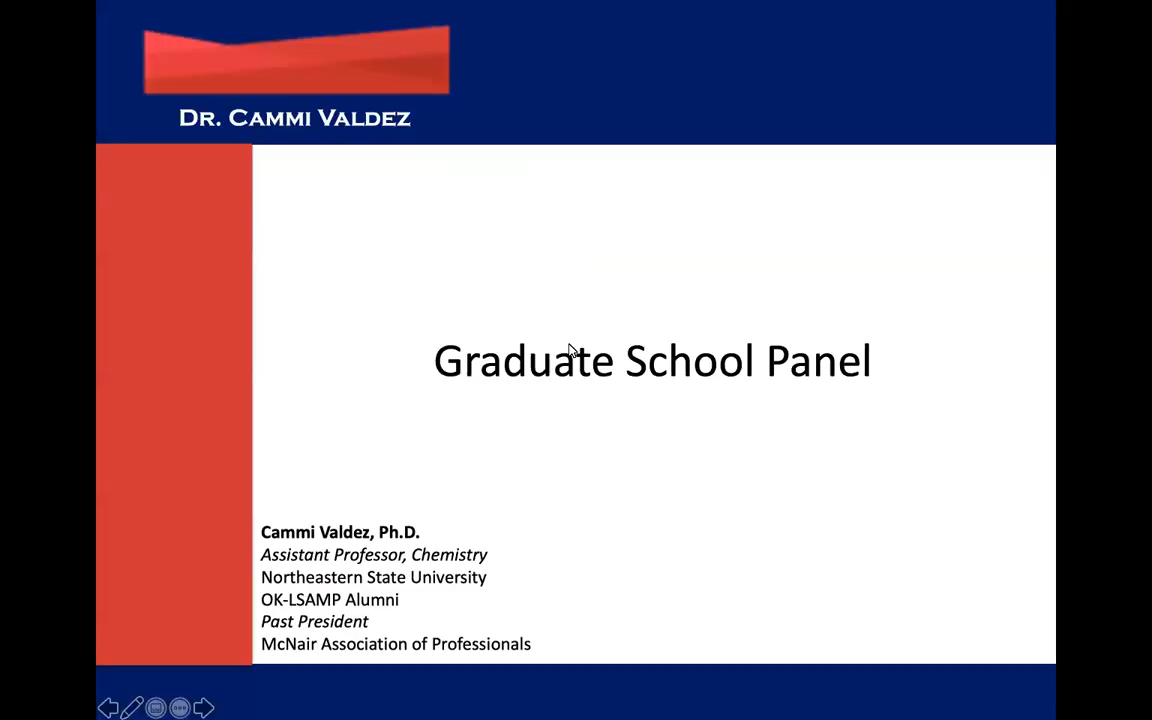 DR. CAMMI VALDEZ
Graduate School Panel
Cammi Valdez, Ph.D.
Assistant Professor, Chemistry
Northeastern State University
OK-LSAMP Alumni
Past President
McNair Association of Professionals